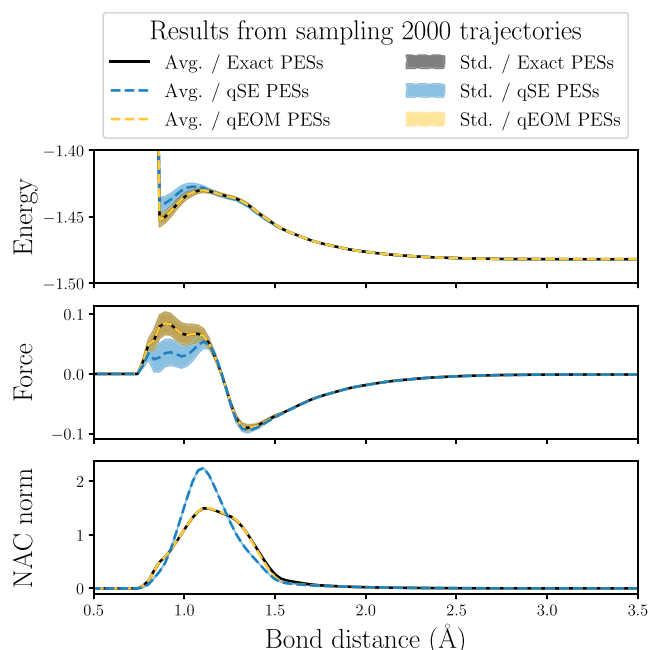 Results from sampling 2000 trajectories
Avg. / Exact PESs
Std. / Exact PESs
Avg. / qSE PESs
Std. / qSE PESs
Avg. / qEOM PESs
Std. / qEOM PESs
−1.40
−1.45
−1.50
Energy
0.1
0.0
−0.1
Force
2
1
0
NAC norm
0.5 1.0 1.5 2.0 2.5 3.0 3.5
Bond distance (Å)